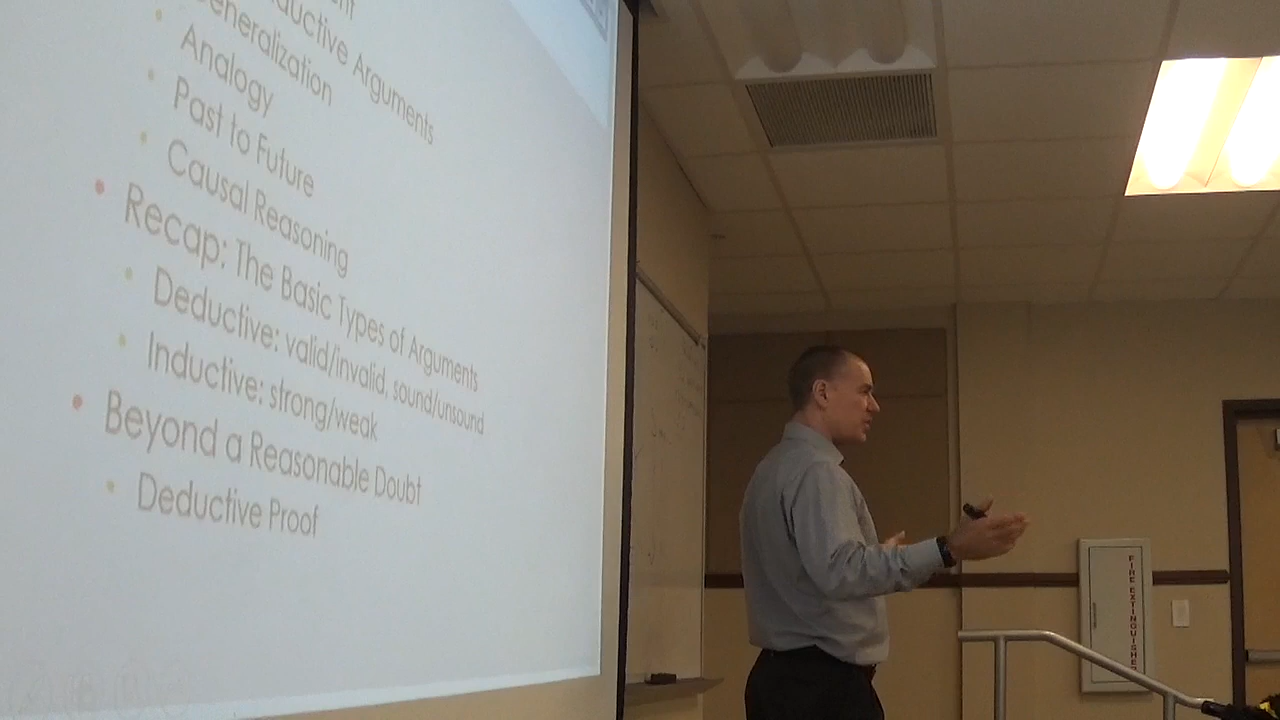 Arguments
Generalization
Analogy
Past to Future
Causal Reasoning
Recap: The Basic Types of Arguments
Deductive: valid/invalid, sound/unsound
Inductive: strong/weak
Beyond a Reasonable Doubt
Deductive Proof
FIRE EXTINGUISHER